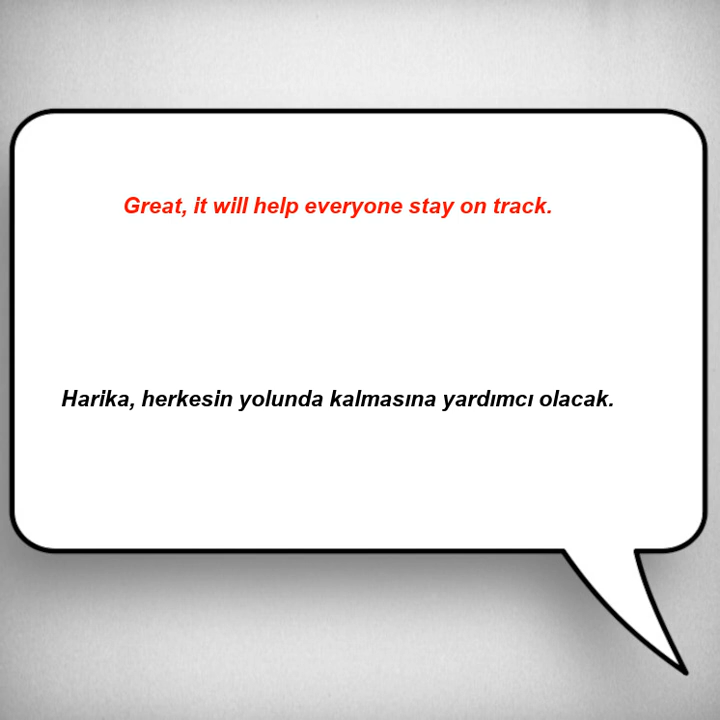 Great, it will help everyone stay on track.
Harika, herkesin yolunda kalmasına yardımcı olacak.